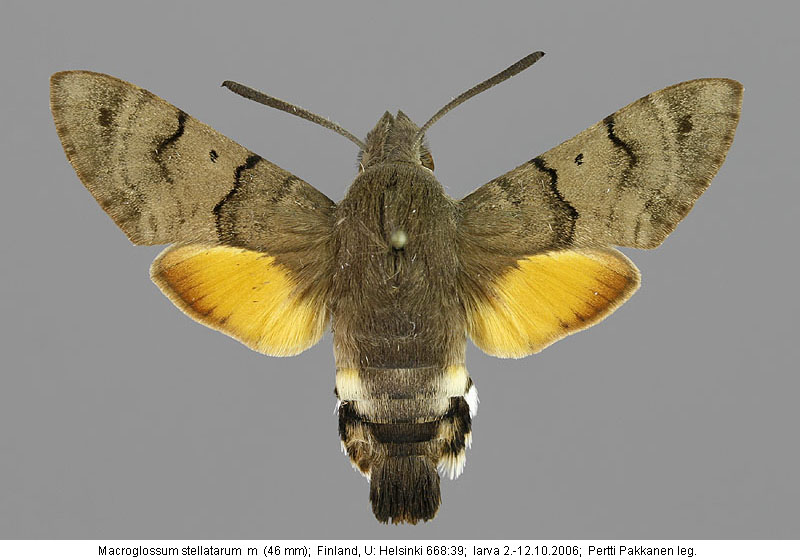 Macroglossum stellatarum m (46 mm); Finland, U: Helsinki 668:39; larva 2.-12.10.2006; Pertti Pakkanen leg.